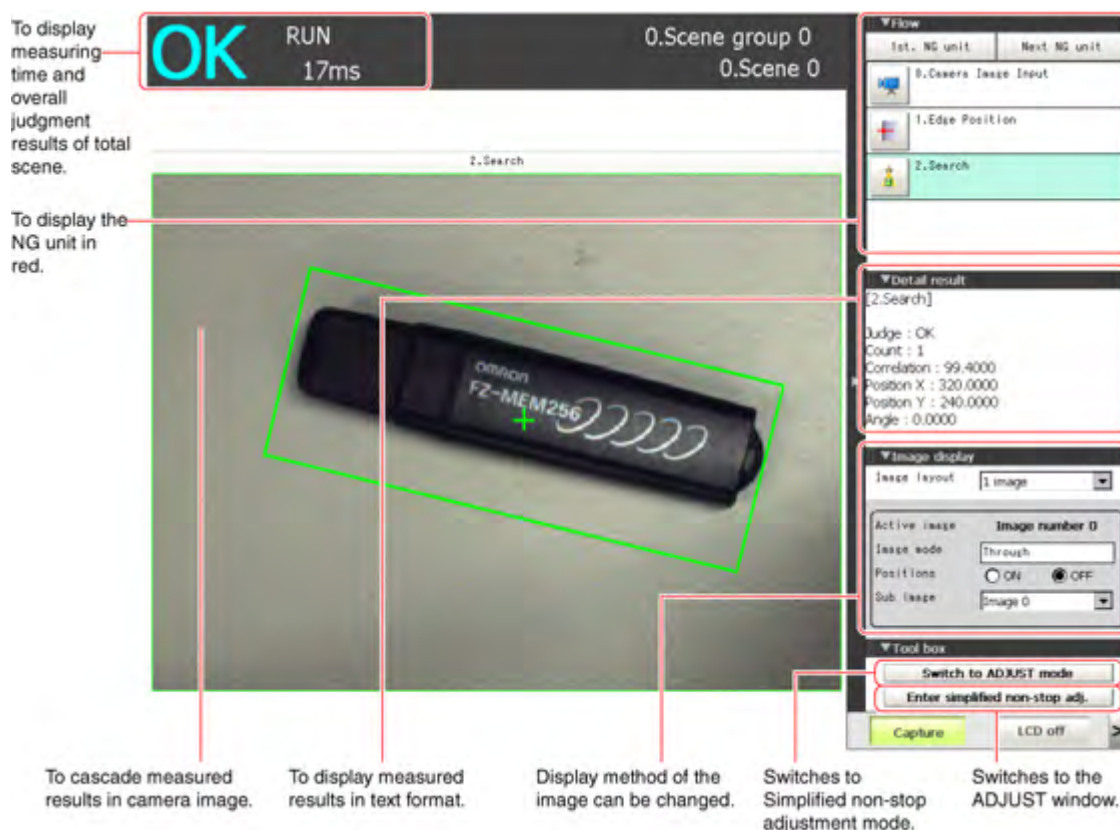 To display
measuring
time and
overall
judgment
results of total
scene.
To display the
NG unit in
red.
OK
RUN
17ms
0.Scene group 0
0.Scene 0
2.Search
OMRON
FZ-MEM256
▼Flow
1st. NG unit
Next NG unit
0.Camera Image Input
1.Edge Position
2.Search
▼Detail result
[2.Search]
Judge : OK
Count : 1
Correlation : 99.4000
Position X : 320.0000
Position Y : 240.0000
Angle : 0.0000
▼Image display
Image layout
1 image
Active image
Image number 0
Image mode
Through
Positions
ON
OFF
Sub image
Image 0
▼Tool box
Switch to ADJUST mode
Enter simplified non-stop adj.
Capture
LCD off
>
To cascade measured
results in camera image.
To display measured
results in text format.
Display method of the
image can be changed.
Switches to
Simplified non-stop
adjustment mode.
Switches to the
ADJUST window.